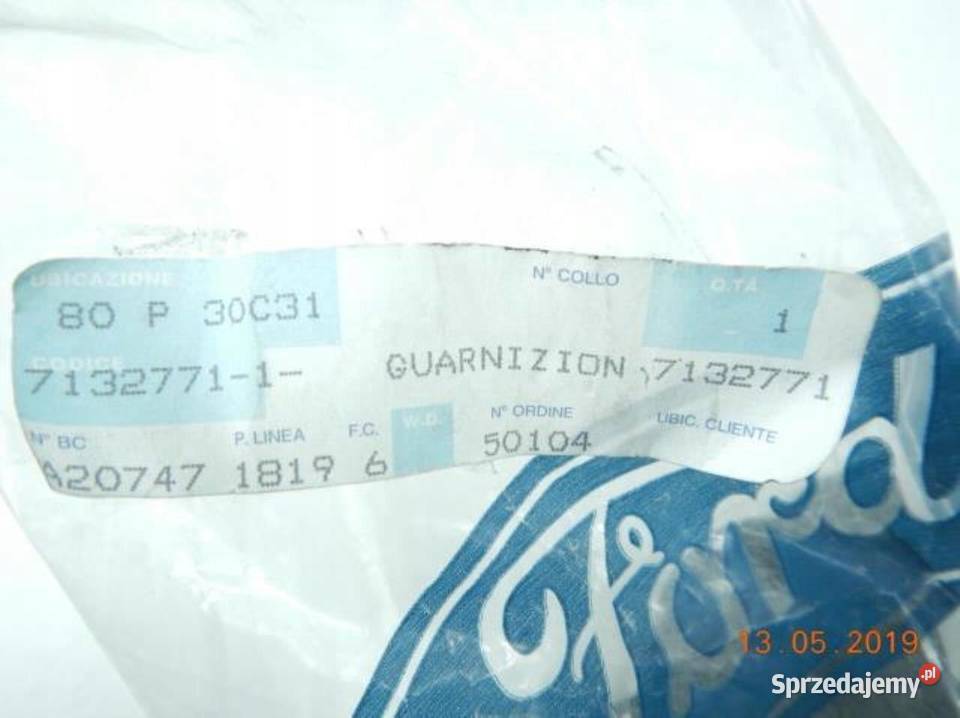 UBICAZIONE N° COLLO Q.TÀ
80 P 30C31 1
CODICE
7132771-1- GUARNIZION 7132771
N° BC P. LINEA F.C. W.D. N° ORDINE UBIC. CLIENTE
A20747 1819 6 50104
Ford
13.05.2019
Sprzedajemy.pl